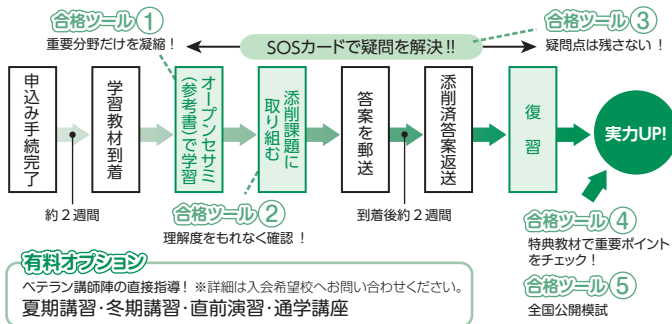 合格ツール①
重要分野だけを凝縮！
SOSカードで疑問を解決!!
合格ツール③
疑問点は残さない！
申込み手続完了
学習教材到着
オープンセサミ
（参考書）で学習
添削課題に
取り組む
答案を郵送
添削済答案返送
復習
実力UP!
約2週間
合格ツール②
理解度をもれなく確認！
到着後約2週間
合格ツール④
特典教材で重要ポイント
をチェック！
合格ツール⑤
全国公開模試
有料オプション
ベテラン講師陣の直接指導！ ※詳細は入会希望校へお問い合わせください。
夏期講習・冬期講習・直前演習・通学講座